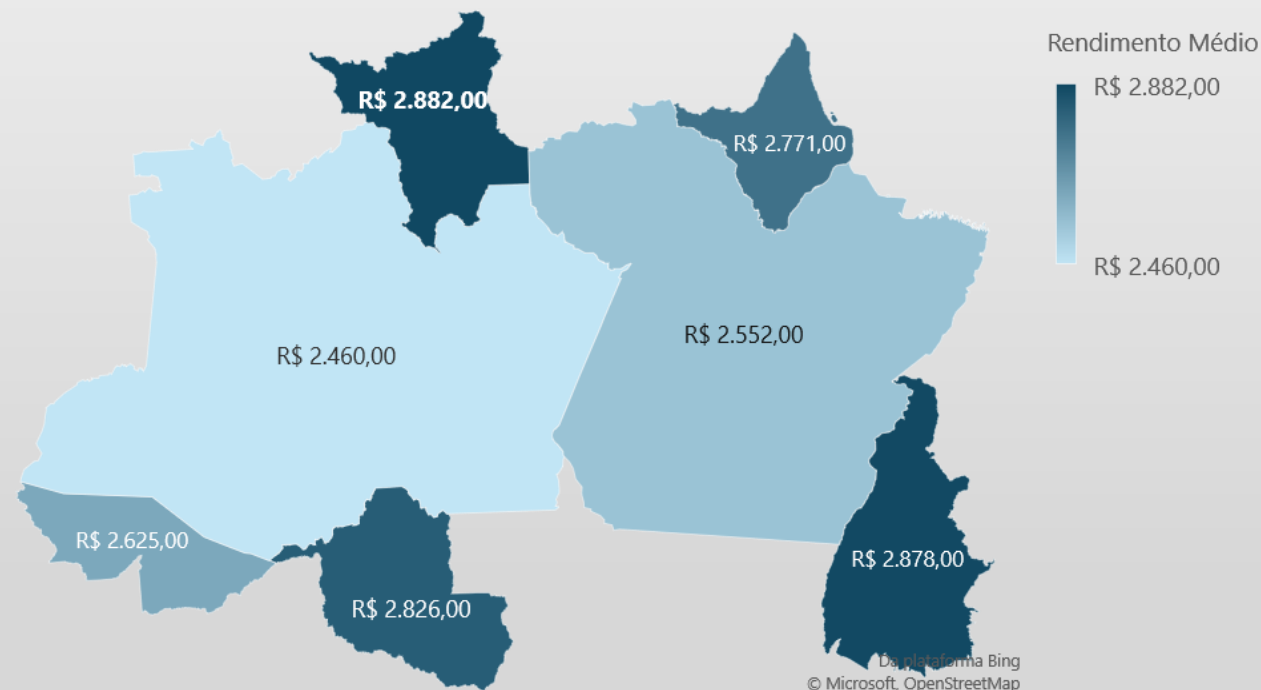 Rendimento Médio
R$ 2.882,00
R$ 2.460,00
R$ 2.882,00
R$ 2.771,00
R$ 2.552,00
R$ 2.460,00
R$ 2.625,00
R$ 2.878,00
R$ 2.826,00
Da plataforma Bing
© Microsoft, OpenStreetMap